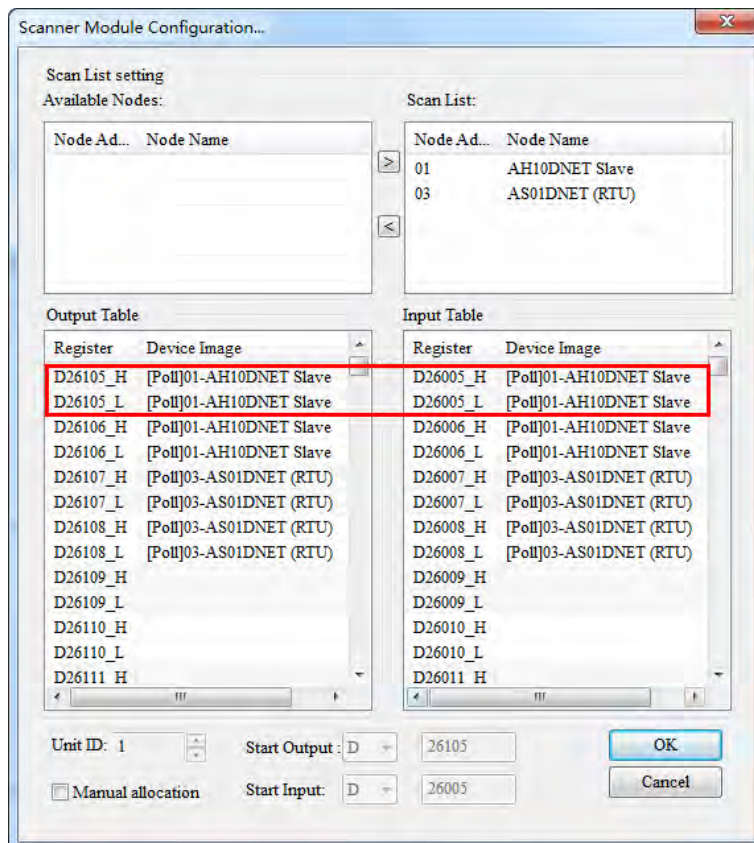 Scanner Module Configuration...
Scan List setting
Available Nodes:
Node Ad... Node Name
>
<
Scan List:
Node Ad... Node Name
01 AH10DNET Slave
03 AS01DNET (RTU)
Output Table
Register Device Image
D26105_H [Poll]01-AH10DNET Slave
D26105_L [Poll]01-AH10DNET Slave
D26106_H [Poll]01-AH10DNET Slave
D26106_L [Poll]01-AH10DNET Slave
D26107_H [Poll]03-AS01DNET (RTU)
D26107_L [Poll]03-AS01DNET (RTU)
D26108_H [Poll]03-AS01DNET (RTU)
D26108_L [Poll]03-AS01DNET (RTU)
D26109_H
D26109_L
D26110_H
D26110_L
D26111_H
Input Table
Register Device Image
D26005_H [Poll]01-AH10DNET Slave
D26005_L [Poll]01-AH10DNET Slave
D26006_H [Poll]01-AH10DNET Slave
D26006_L [Poll]01-AH10DNET Slave
D26007_H [Poll]03-AS01DNET (RTU)
D26007_L [Poll]03-AS01DNET (RTU)
D26008_H [Poll]03-AS01DNET (RTU)
D26008_L [Poll]03-AS01DNET (RTU)
D26009_H
D26009_L
D26010_H
D26010_L
D26011_H
Unit ID: 1
Start Output : D 26105
OK
Manual allocation
Start Input: D 26005
Cancel